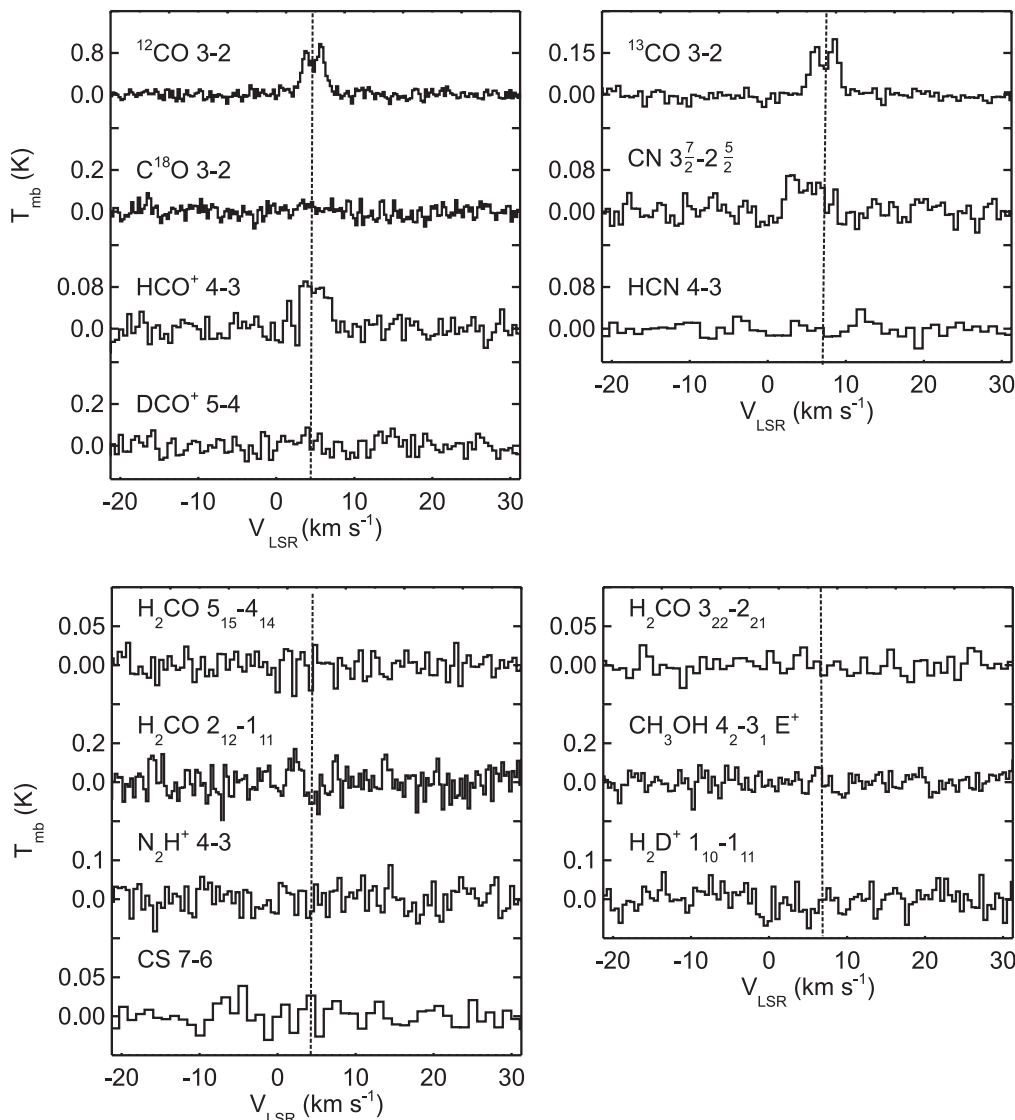 ¹²CO 3-2
0.8
0.0
C¹⁸O 3-2
0.2
0.0
HCO⁺ 4-3
0.08
0.0
DCO⁺ 5-4
0.2
0.0
T_mb (K)
-20 -10 0 10 20 30
V_LSR (km s⁻¹)
¹³CO 3-2
0.15
0.00
CN 3 7/2-2 5/2
0.08
0.00
HCN 4-3
0.08
0.00
-20 -10 0 10 20 30
V_LSR (km s⁻¹)
H₂CO 5₁₅-4₁₄
0.05
0.00
H₂CO 2₁₂-1₁₁
0.2
0.0
N₂H⁺ 4-3
0.1
0.0
CS 7-6
0.05
0.00
T_mb (K)
-20 -10 0 10 20 30
V_LSR (km s⁻¹)
H₂CO 3₂₂-2₂₁
0.05
0.00
CH₃OH 4₂-3₁ E⁺
0.2
0.0
H₂D⁺ 1₁₀-1₁₁
0.1
0.0
-20 -10 0 10 20 30
V_LSR (km s⁻¹)